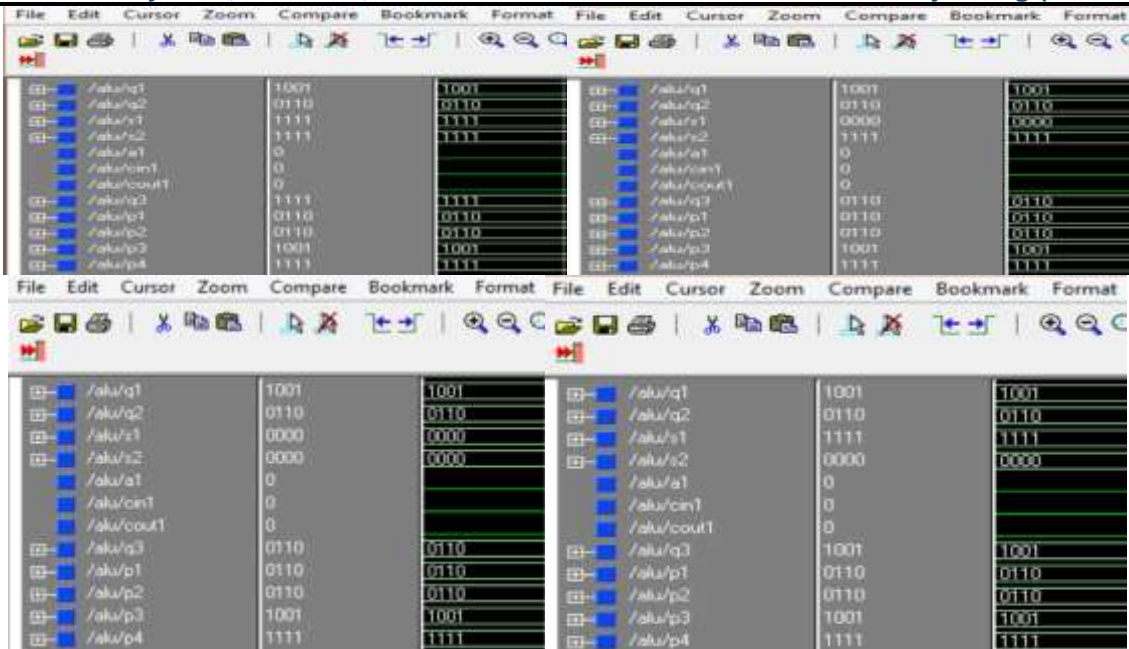 File Edit Cursor Zoom Compare Bookmark Format
/alu/q1 1001 1001
/alu/q2 0110 0110
/alu/s1 1111 1111
/alu/s2 1111 1111
/alu/a1 0
/alu/cin1 0
/alu/cout1 0
/alu/q3 1111 1111
/alu/p1 0110 0110
/alu/p2 0110 0110
/alu/p3 1001 1001
/alu/p4 1111 1111
File Edit Cursor Zoom Compare Bookmark Format
/alu/q1 1001 1001
/alu/q2 0110 0110
/alu/s1 0000 0000
/alu/s2 1111 1111
/alu/a1 0
/alu/cin1 0
/alu/cout1 0
/alu/q3 0110 0110
/alu/p1 0110 0110
/alu/p2 0110 0110
/alu/p3 1001 1001
/alu/p4 1111 1111
File Edit Cursor Zoom Compare Bookmark Format
/alu/q1 1001 1001
/alu/q2 0110 0110
/alu/s1 0000 0000
/alu/s2 0000 0000
/alu/a1 0
/alu/cin1 0
/alu/cout1 0
/alu/q3 0110 0110
/alu/p1 0110 0110
/alu/p2 0110 0110
/alu/p3 1001 1001
/alu/p4 1111 1111
File Edit Cursor Zoom Compare Bookmark Format
/alu/q1 1001 1001
/alu/q2 0110 0110
/alu/s1 1111 1111
/alu/s2 0000 0000
/alu/a1 0
/alu/cin1 0
/alu/cout1 0
/alu/q3 1001 1001
/alu/p1 0110 0110
/alu/p2 0110 0110
/alu/p3 1001 1001
/alu/p4 1111 1111